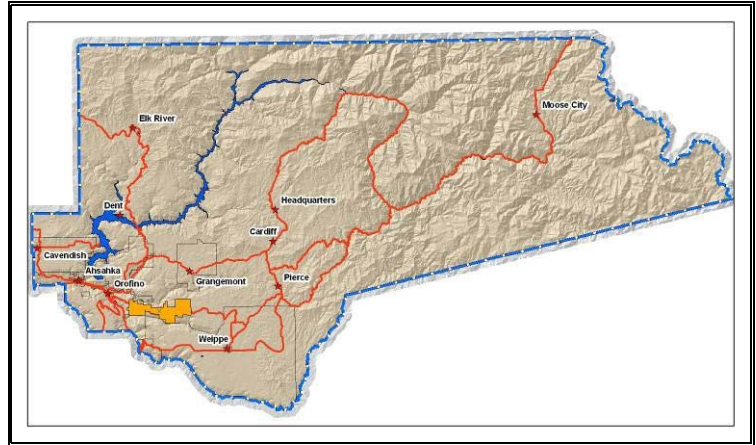 Moose City
Elk River
Headquarters
Dent
Cardiff
Cavendish
Ahsahka
Grangemont
Pierce
Orofino
Weippe